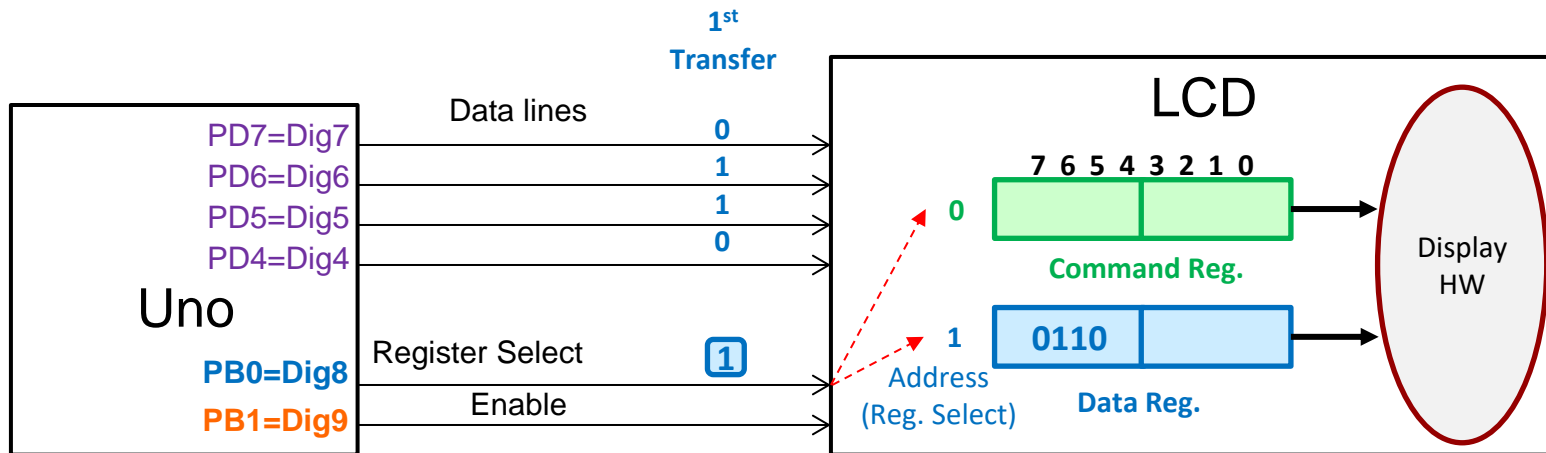 1st
Transfer
LCD
Data lines
PD7=Dig7
0
PD6=Dig6
1
PD5=Dig5
1
PD4=Dig4
0
7 6 5 4 3 2 1 0
0
Command Reg.
Display
HW
Uno
Register Select
1
1
0110
PB0=Dig8
Address
(Reg. Select)
Data Reg.
Enable
PB1=Dig9